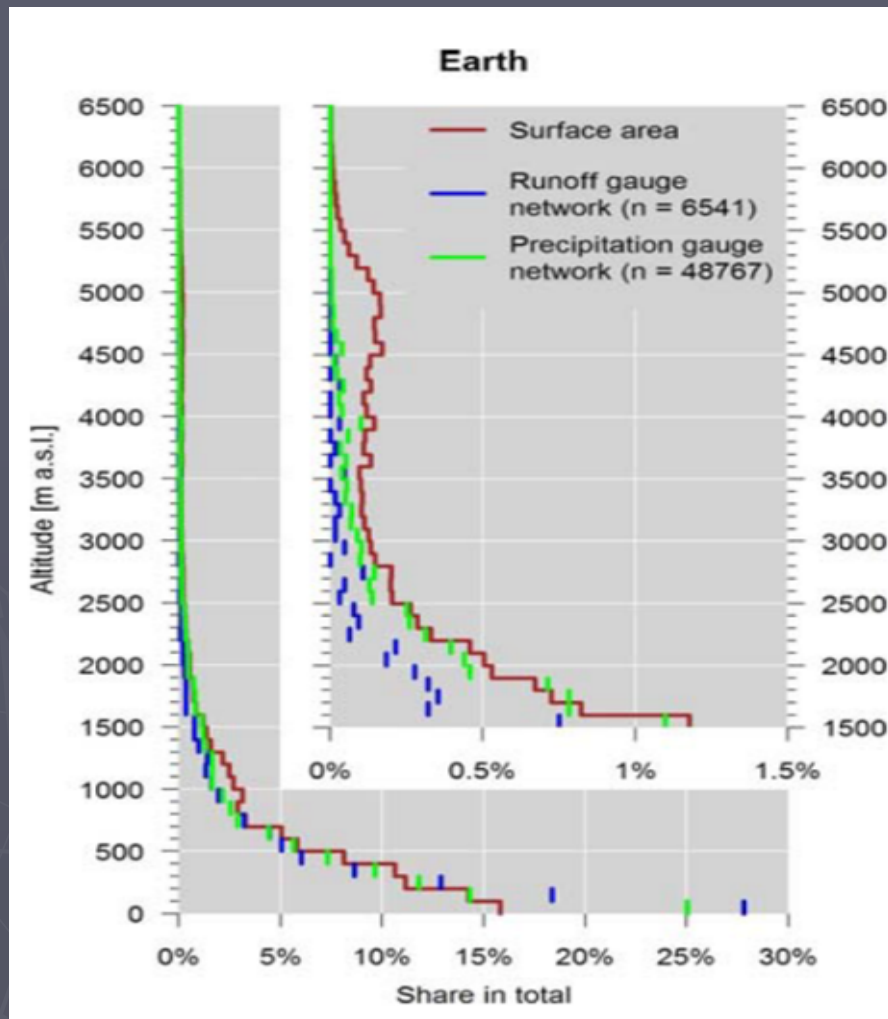 Earth
6500
6000
5500
5000
4500
4000
3500
3000
2500
2000
1500
1000
500
0
Altitude [m a.s.l.]
Surface area
Runoff gauge
network (n = 6541)
Precipitation gauge
network (n = 48767)
6500
6000
5500
5000
4500
4000
3500
3000
2500
2000
1500
0% 0.5% 1% 1.5%
0% 5% 10% 15% 20% 25% 30%
Share in total